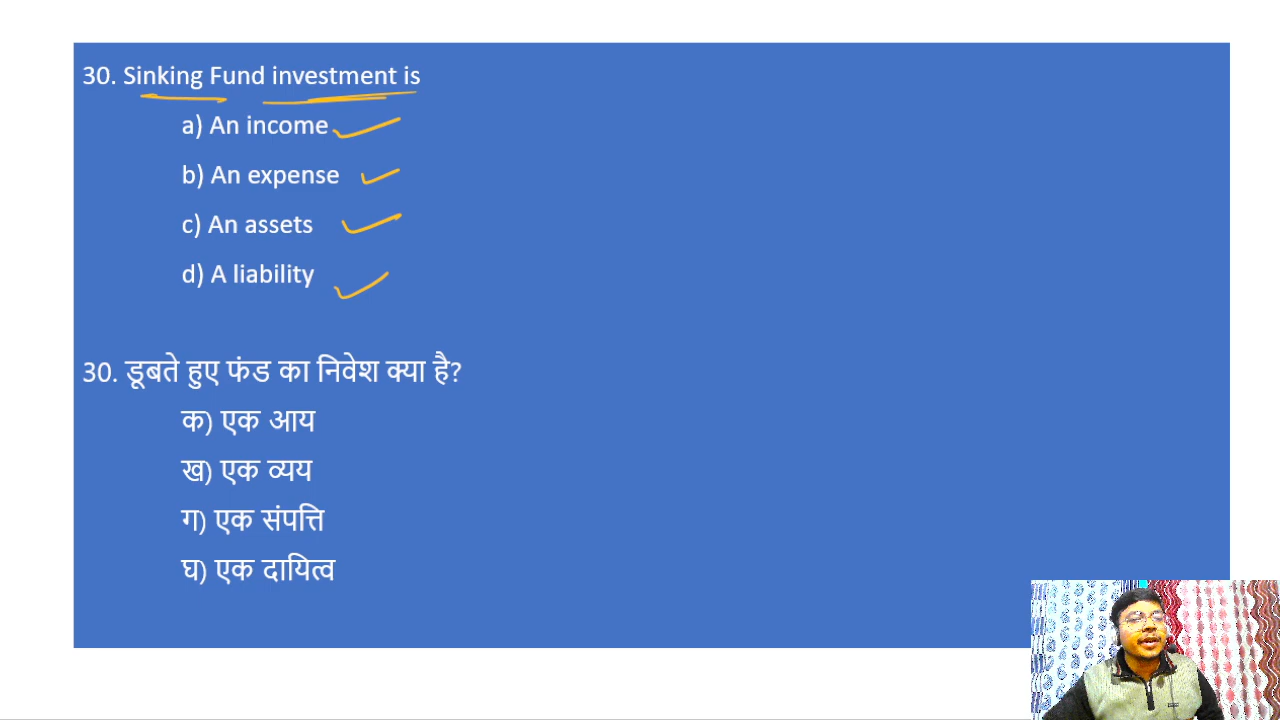 30. Sinking Fund investment is
a) An income
b) An expense
c) An assets
d) A liability
30. डूबते हुए फंड का निवेश क्या है?
क) एक आय
ख) एक व्यय
ग) एक संपत्ति
घ) एक दायित्व